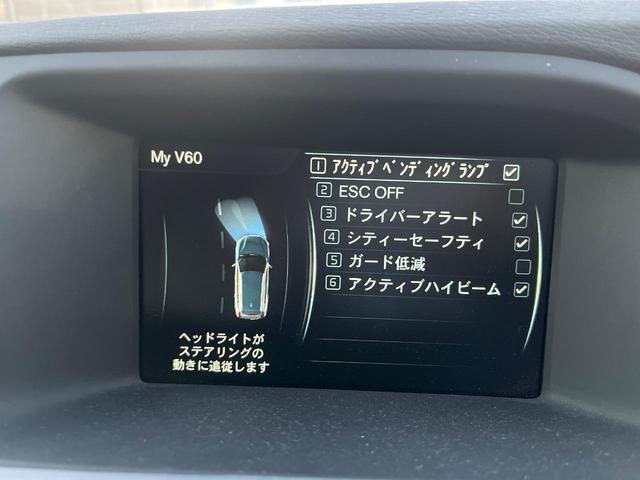 My V60
1 アクティブベンディングランプ
2 ESC OFF
3 ドライバーアラート
4 シティーセーフティ
5 ガード低減
6 アクティブハイビーム
ヘッドライトが
ステアリングの
動きに追従します